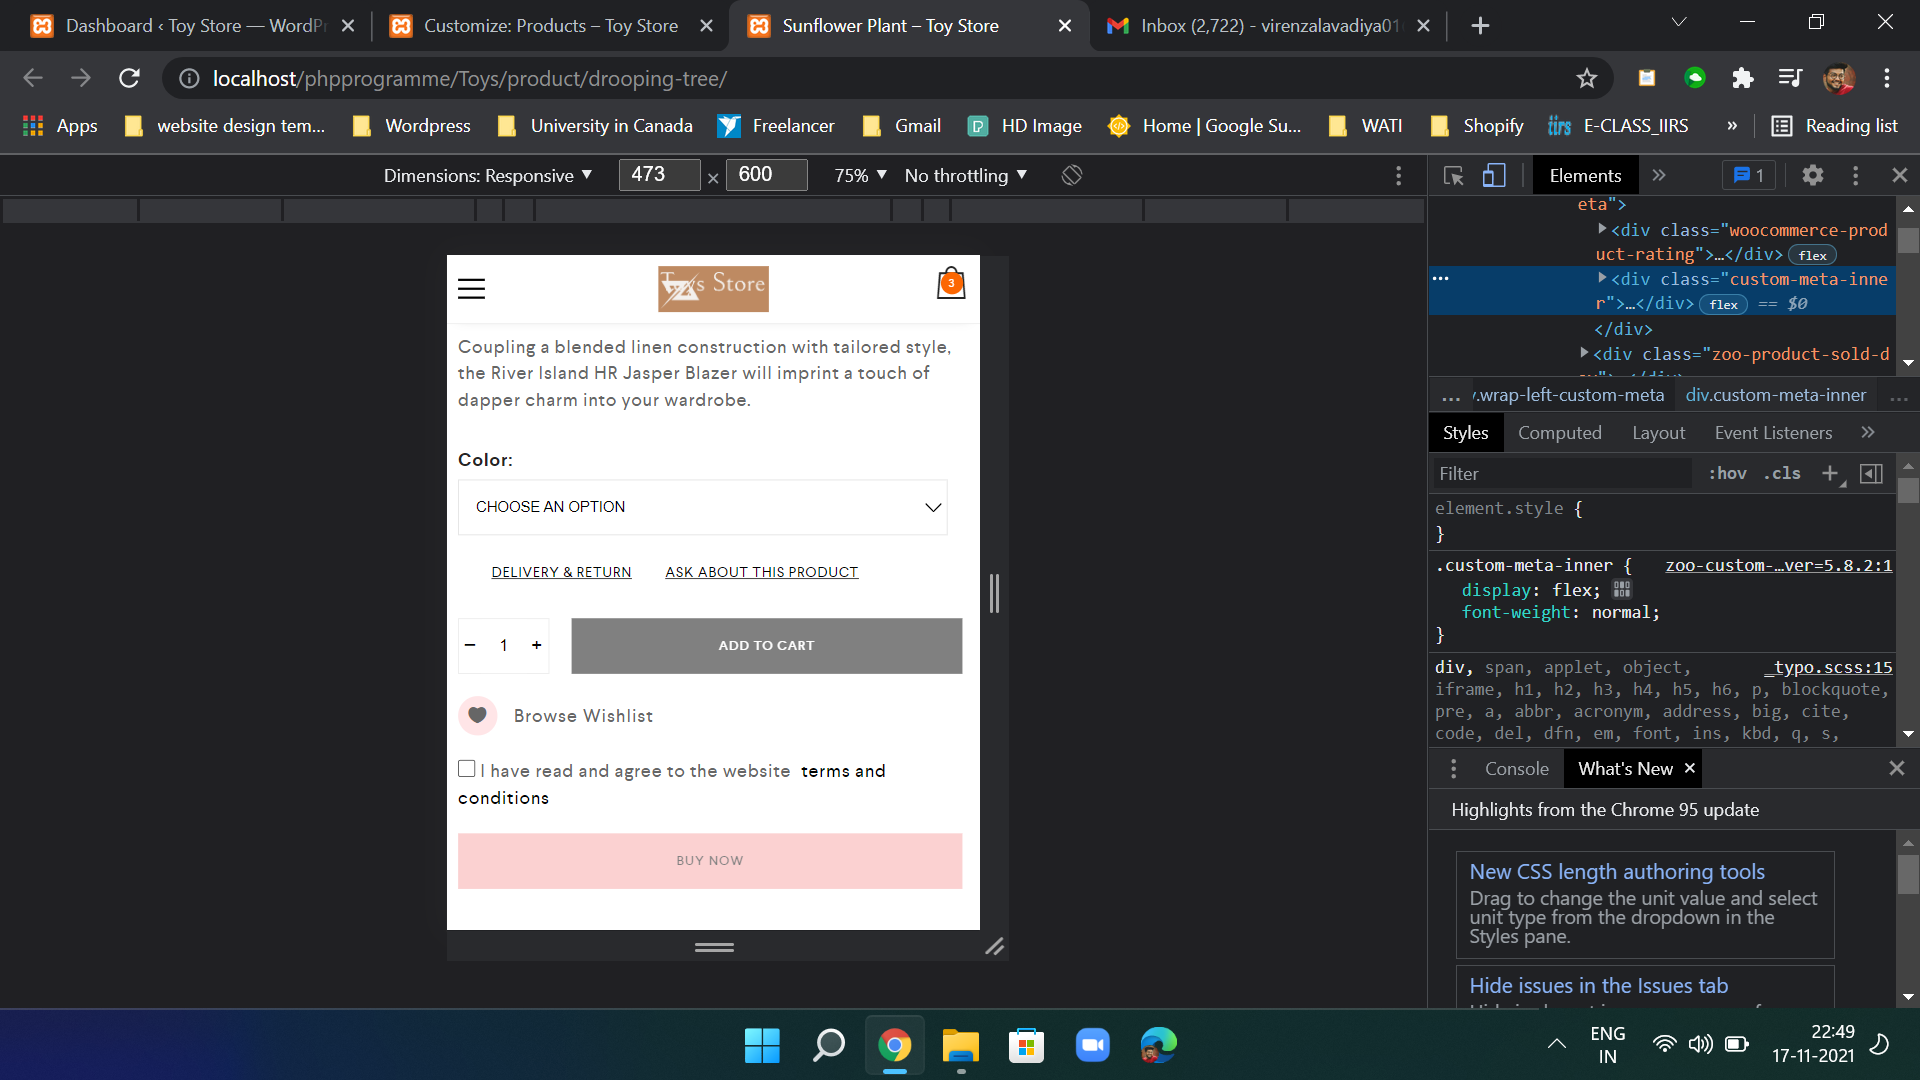 Dashboard ‹ Toy Store — WordPr
Customize: Products – Toy Store
Sunflower Plant – Toy Store
Inbox (2,722) - virenzalavadiya01
localhost/phpprogramme/Toys/product/drooping-tree/
Apps
website design tem...
Wordpress
University in Canada
Freelancer
Gmail
HD Image
Home | Google Su...
WATI
Shopify
iirs E-CLASS_IIRS
»
Reading list
Dimensions: Responsive
473 × 600
75%
No throttling
Elements
»
1
eta">
<div class="woocommerce-prod
uct-rating">…</div> flex
<div class="custom-meta-inne
r">…</div> flex == $0
</div>
<div class="zoo-product-sold-d
... .wrap-left-custom-meta div.custom-meta-inner ...
Styles
Computed
Layout
Event Listeners
»
Filter
:hov .cls +
element.style {
}
.custom-meta-inner {
zoo-custom-…ver=5.8.2:1
display: flex;
font-weight: normal;
}
div, span, applet, object,
_typo.scss:15
iframe, h1, h2, h3, h4, h5, h6, p, blockquote,
pre, a, abbr, acronym, address, big, cite,
code, del, dfn, em, font, ins, kbd, q, s,
Console
What's New ×
Highlights from the Chrome 95 update
New CSS length authoring tools
Drag to change the unit value and select
unit type from the dropdown in the
Styles pane.
Hide issues in the Issues tab
Toys Store
3
Coupling a blended linen construction with tailored style,
the River Island HR Jasper Blazer will imprint a touch of
dapper charm into your wardrobe.
Color:
CHOOSE AN OPTION
DELIVERY & RETURN
ASK ABOUT THIS PRODUCT
− 1 +
ADD TO CART
Browse Wishlist
I have read and agree to the website terms and
conditions
BUY NOW
ENG
IN
22:49
17-11-2021